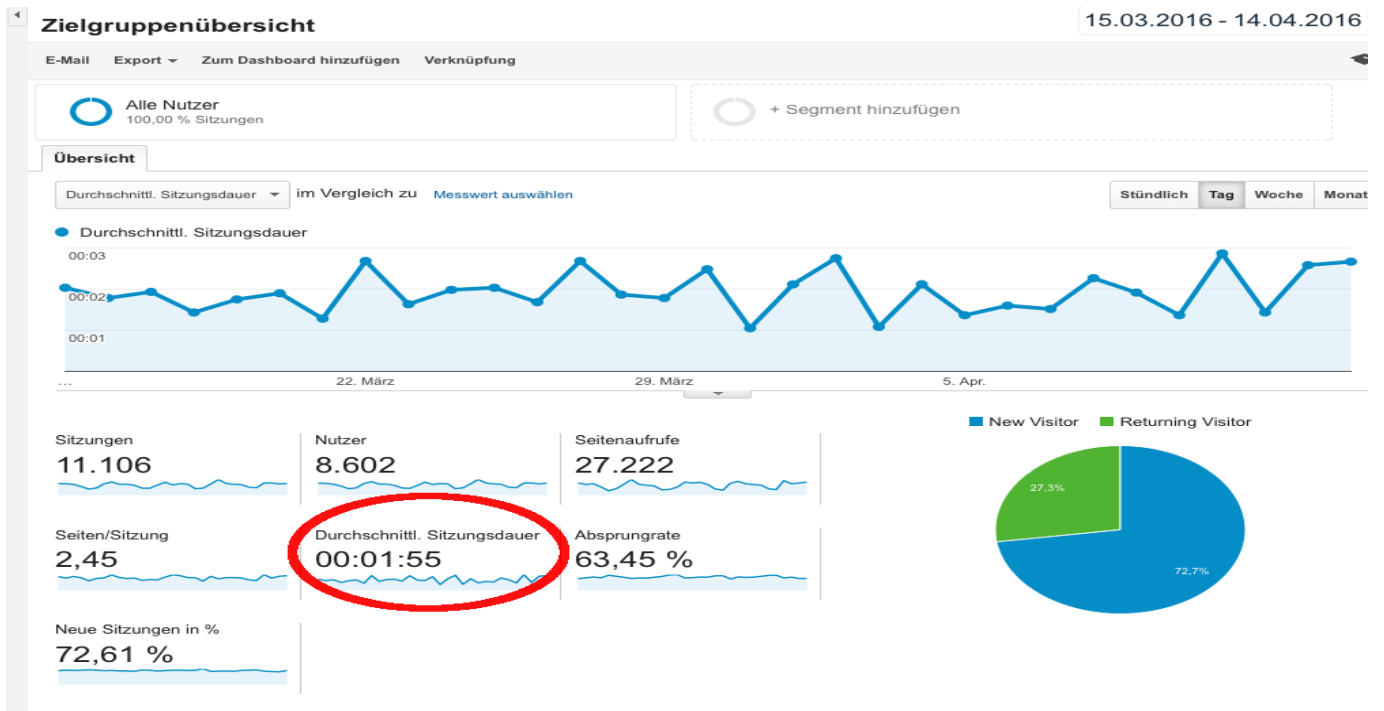 Zielgruppenübersicht
15.03.2016 - 14.04.2016
E-Mail Export Zum Dashboard hinzufügen Verknüpfung
Alle Nutzer
100,00 % Sitzungen
+ Segment hinzufügen
Übersicht
Durchschnittl. Sitzungsdauer im Vergleich zu Messwert auswählen
Stündlich Tag Woche Monat
Durchschnittl. Sitzungsdauer
00:03
00:02
00:01
... 22. März 29. März 5. Apr.
New Visitor Returning Visitor
Sitzungen
11.106
Nutzer
8.602
Seitenaufrufe
27.222
Seiten/Sitzung
2,45
Durchschnittl. Sitzungsdauer
00:01:55
Absprungrate
63,45 %
Neue Sitzungen in %
72,61 %
27,3%
72,7%